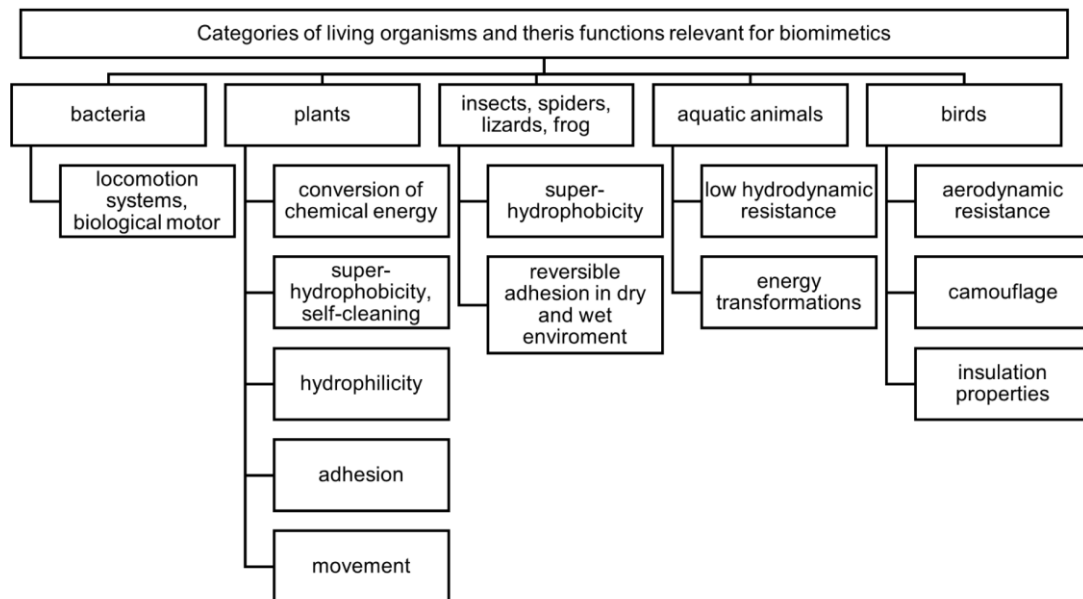 Categories of living organisms and theris functions relevant for biomimetics
bacteria
plants
insects, spiders,
lizards, frog
aquatic animals
birds
locomotion
systems,
biological motor
conversion of
chemical energy
super-
hydrophobicity,
self-cleaning
hydrophilicity
adhesion
movement
super-
hydrophobicity
reversible
adhesion in dry
and wet
enviroment
low hydrodynamic
resistance
energy
transformations
aerodynamic
resistance
camouflage
insulation
properties